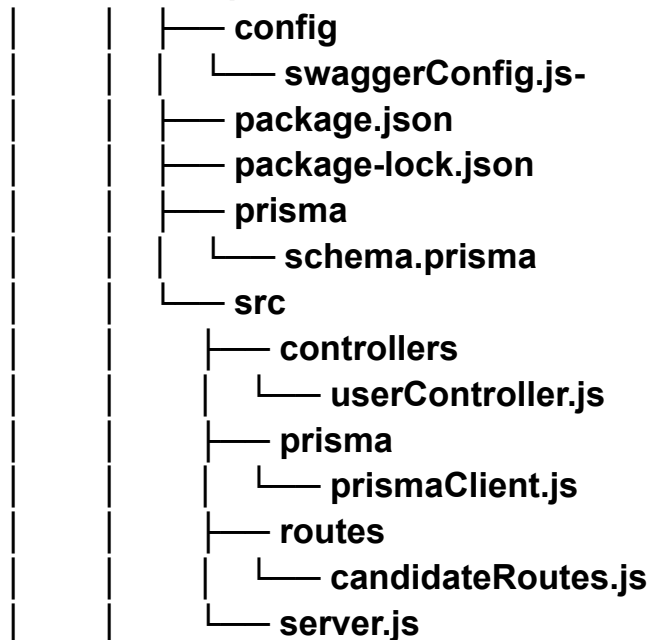 │ │ ├── config
│ │ │ └── swaggerConfig.js-
│ │ ├── package.json
│ │ ├── package-lock.json
│ │ ├── prisma
│ │ │ └── schema.prisma
│ │ └── src
│ │ ├── controllers
│ │ │ └── userController.js
│ │ ├── prisma
│ │ │ └── prismaClient.js
│ │ ├── routes
│ │ │ └── candidateRoutes.js
│ │ └── server.js